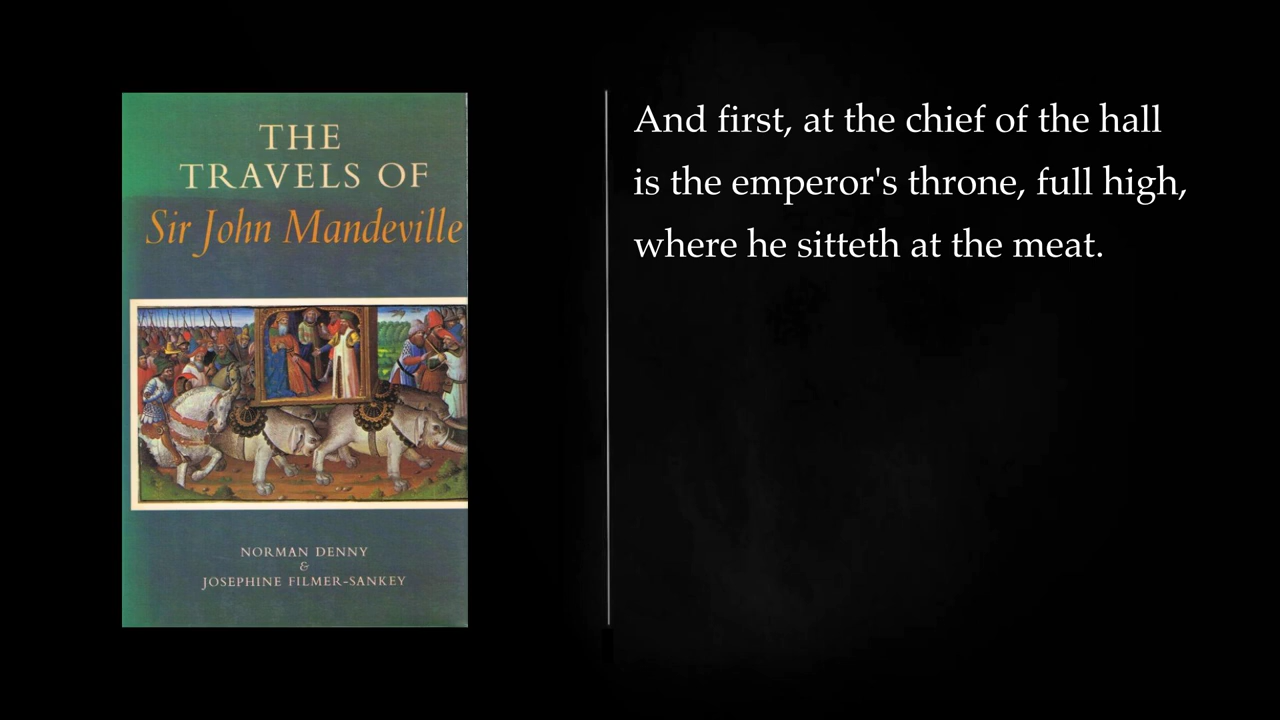 THE
TRAVELS OF
Sir John Mandeville
NORMAN DENNY
&
JOSEPHINE FILMER-SANKEY
And first, at the chief of the hall
is the emperor's throne, full high,
where he sitteth at the meat.